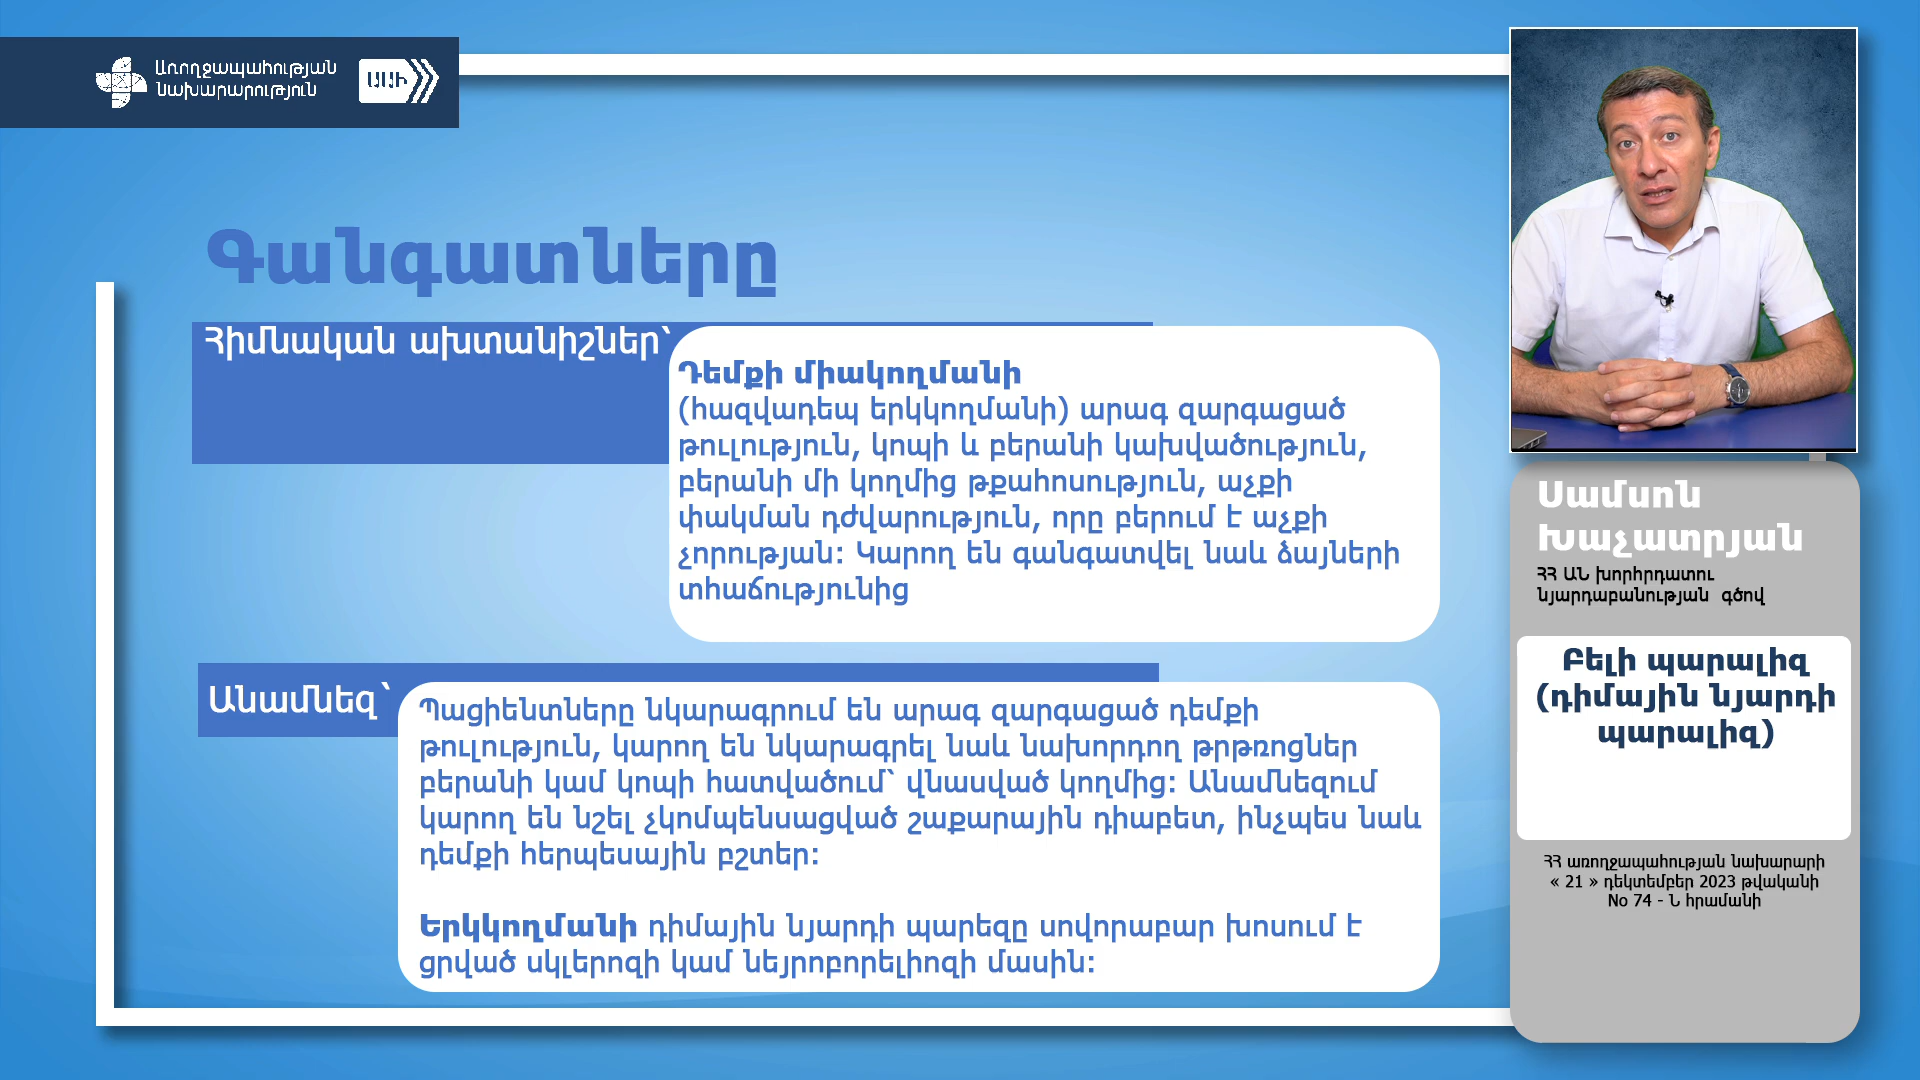 Առողջապահության
նախարարություն
ԱԱԻ
Գանգատները
Հիմնական ախտանիշներ՝
Դեմքի միակողմանի
(հազվադեպ երկկողմանի) արագ զարգացած
թուլություն, կոպի և բերանի կախվածություն,
բերանի մի կողմից թքահոսություն, աչքի
փակման դժվարություն, որը բերում է աչքի
չորության: Կարող են գանգատվել նաև ձայների
տհաճությունից
Անամնեզ՝
Պացիենտները նկարագրում են արագ զարգացած դեմքի
թուլություն, կարող են նկարագրել նաև նախորդող թրթռոցներ
բերանի կամ կոպի հատվածում՝ վնասված կողմից: Անամնեզում
կարող են նշել չկոմպենսացված շաքարային դիաբետ, ինչպես նաև
դեմքի հերպեսային բշտեր:
Երկկողմանի դիմային նյարդի պարեզը սովորաբար խոսում է
ցրված սկլերոզի կամ նեյրոբորելիոզի մասին:
Սամսոն
Խաչատրյան
ՀՀ ԱՆ խորհրդատու
նյարդաբանության գծով
Բելի պարալիզ
(դիմային նյարդի
պարալիզ)
ՀՀ առողջապահության նախարարի
« 21 » դեկտեմբեր 2023 թվականի
No 74 - Ն հրամանի